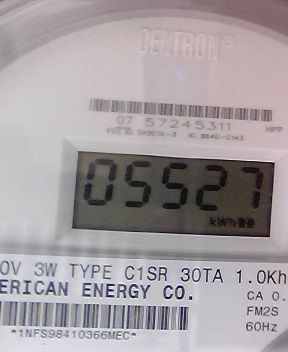 CENTRON
07 57245311
05527
kWh
0V 3W TYPE C1SR 30TA 1.0Kh
ERICAN ENERGY CO.
CA 0.
FM2S
60Hz
*1NFS98410366MEC*